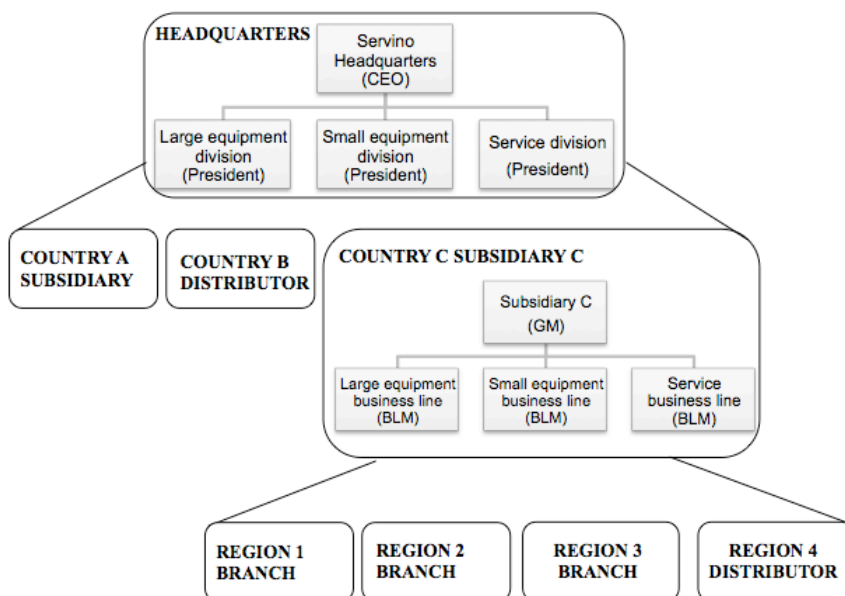 HEADQUARTERS
Servino
Headquarters
(CEO)
Large equipment
division
(President)
Small equipment
division
(President)
Service division
(President)
COUNTRY A
SUBSIDIARY
COUNTRY B
DISTRIBUTOR
COUNTRY C SUBSIDIARY C
Subsidiary C
(GM)
Large equipment
business line
(BLM)
Small equipment
business line
(BLM)
Service
business line
(BLM)
REGION 1
BRANCH
REGION 2
BRANCH
REGION 3
BRANCH
REGION 4
DISTRIBUTOR